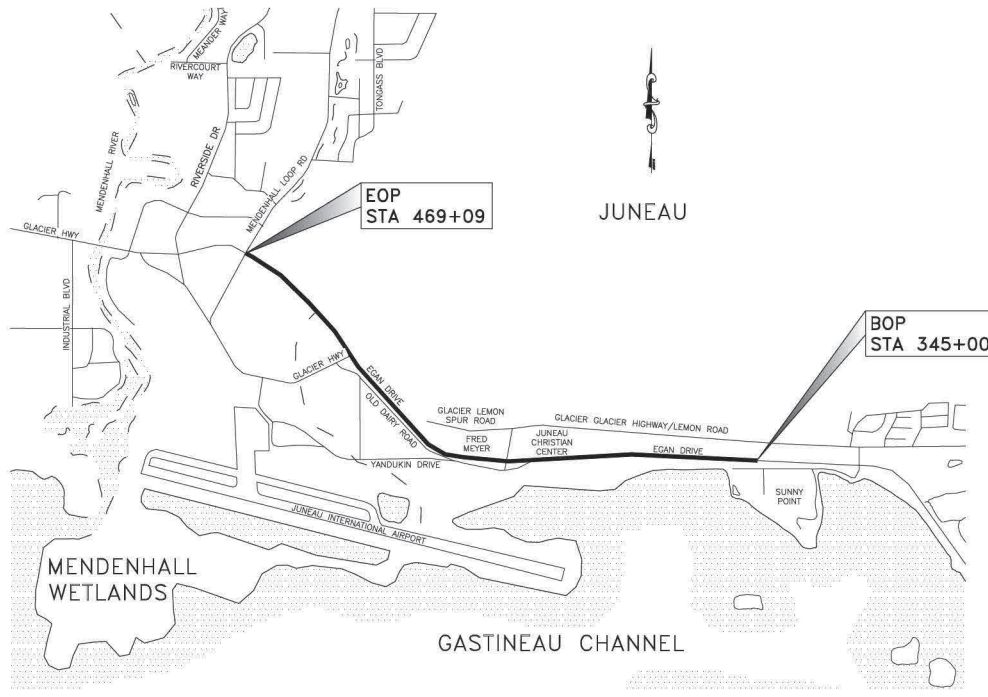 MEANDER WAY
RIVERCOURT
WAY
TONGASS BLVD
MENDENHALL RIVER
RIVERSIDE DR
MENDENHALL LOOP RD
EOP
STA 469+09
JUNEAU
GLACIER HWY
INDUSTRIAL BLVD
BOP
STA 345+00
GLACIER HWY
EGAN DRIVE
OLD DAIRY ROAD
GLACIER LEMON
SPUR ROAD
GLACIER GLACIER HIGHWAY/LEMON ROAD
FRED
MEYER
JUNEAU
CHRISTIAN
CENTER
EGAN DRIVE
YANDUKIN DRIVE
SUNNY
POINT
JUNEAU INTERNATIONAL AIRPORT
MENDENHALL
WETLANDS
GASTINEAU CHANNEL